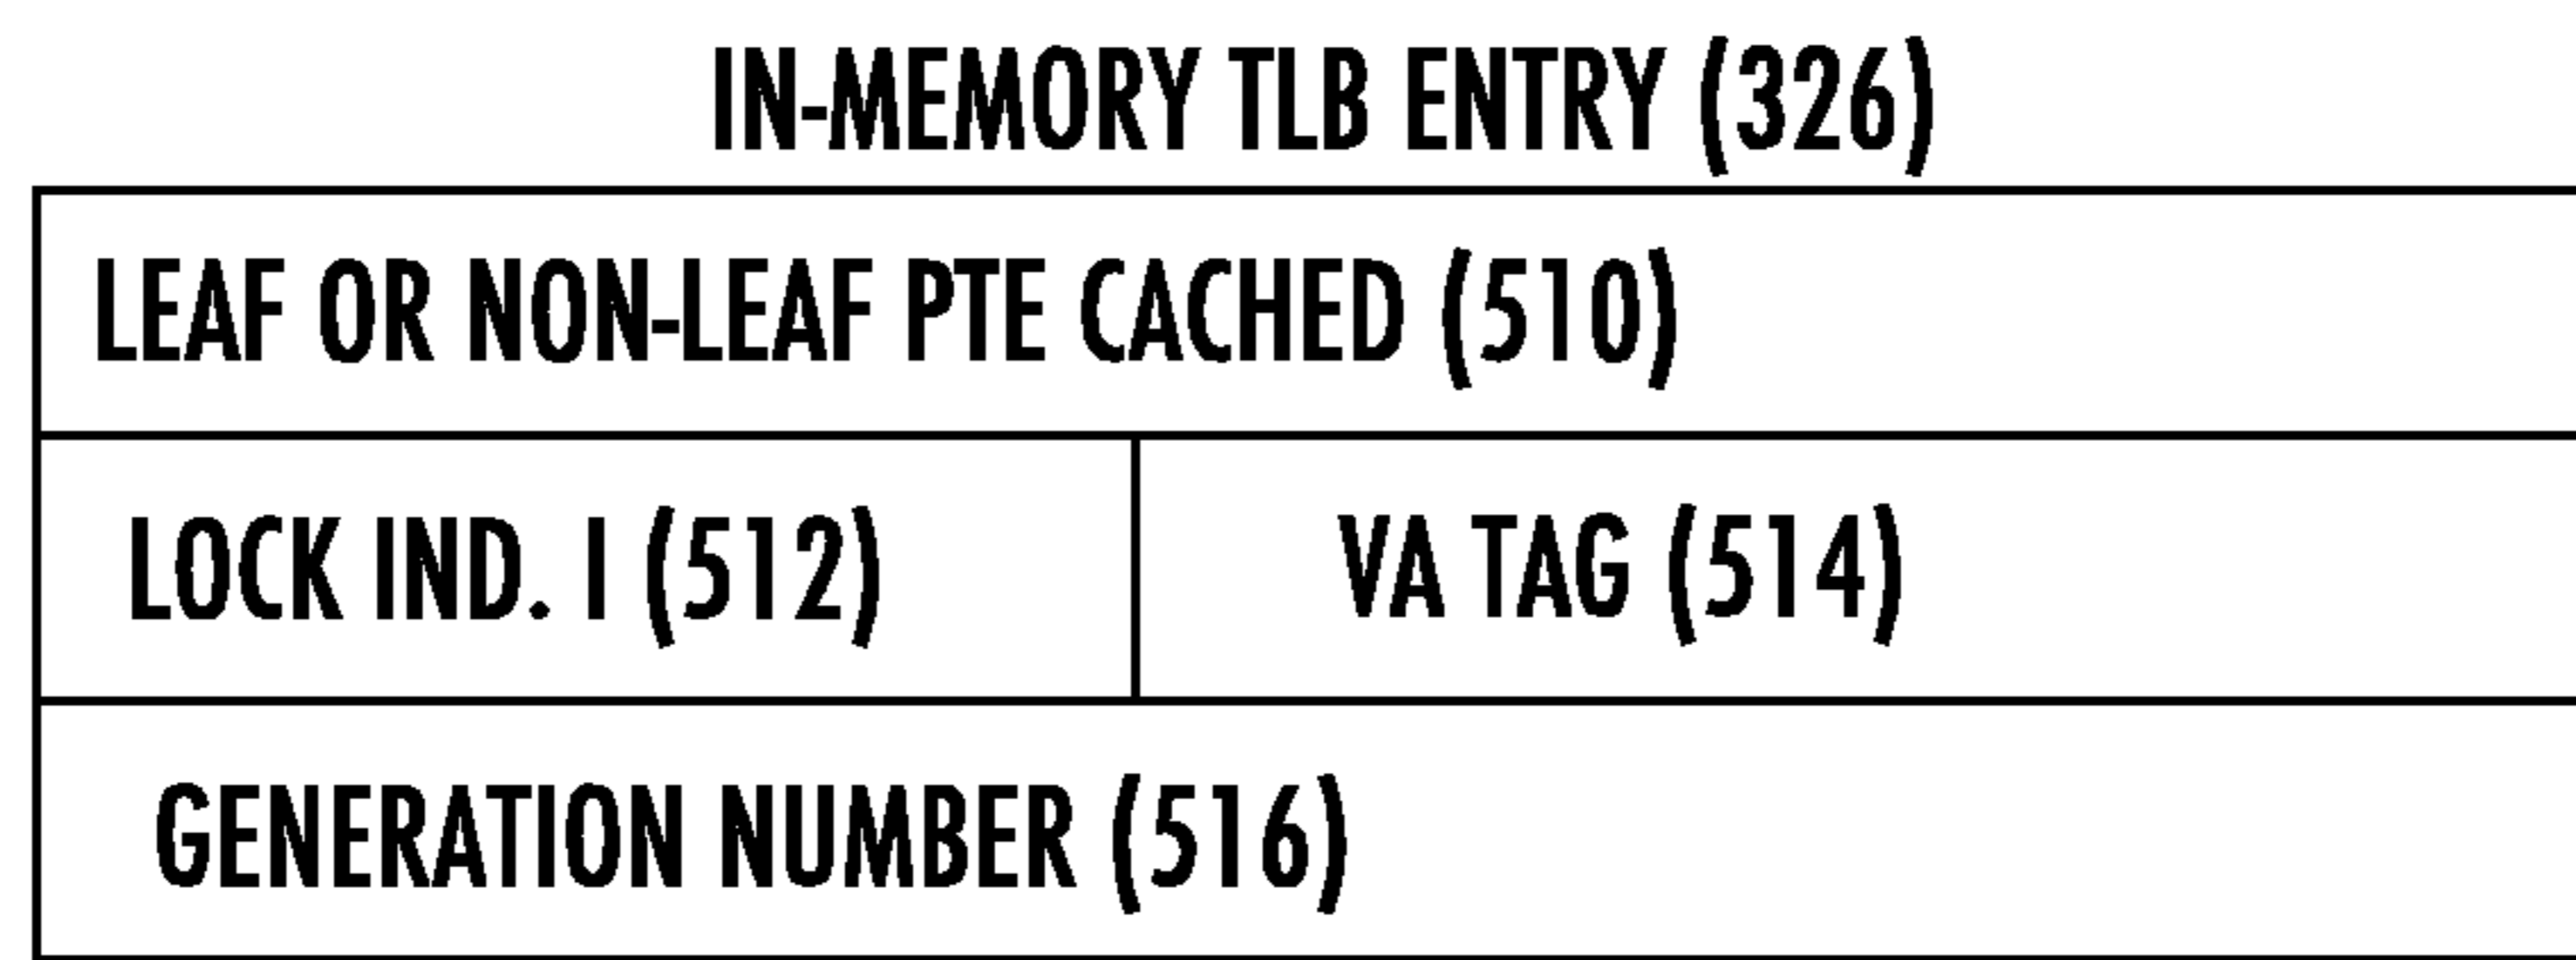 IN-MEMORY TLB ENTRY (326)
LEAF OR NON-LEAF PTE CACHED (510)
LOCK IND. I (512) VA TAG (514)
GENERATION NUMBER (516)